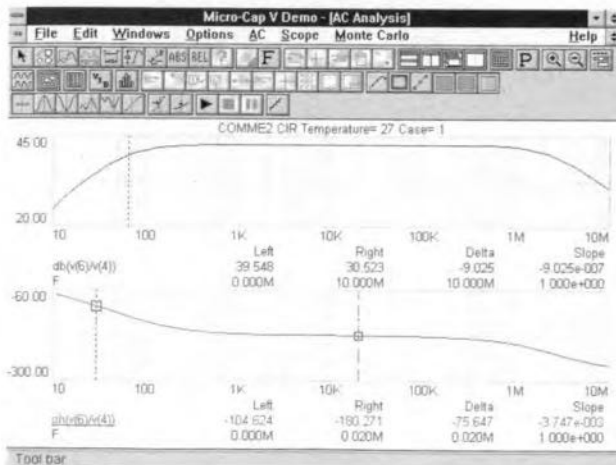 Micro-Cap V Demo - [AC Analysis]
File Edit Windows Options AC Scope Monte Carlo Help
ABS REL ? F P
COMME2 CIR Temperature= 27 Case= 1
45.00
20.00
10 100 1K 10K 100K 1M 10M
Left Right Delta Slope
db(v(6)/v(4)) 39.548 30.523 -9.025 -9.025e-007
F 0.000M 10.000M 10.000M 1.000e+000
-60.00
-300.00
10 100 1K 10K 100K 1M 10M
Left Right Delta Slope
ph(v(6)/v(4)) -104.624 -180.271 -75.647 -3.747e-003
F 0.000M 0.020M 0.020M 1.000e+000
Tool bar